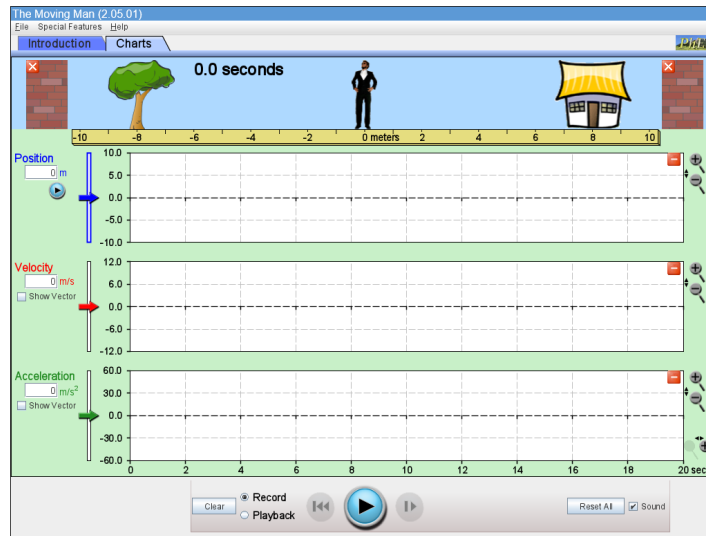 The Moving Man (2.05.01)
File Special Features Help
Introduction Charts
0.0 seconds
-10 -8 -6 -4 -2 0 meters 2 4 6 8 10
Position
0 m
10.0
5.0
0.0
-5.0
-10.0
Velocity
0 m/s
Show Vector
12.0
6.0
0.0
-6.0
-12.0
Acceleration
0 m/s²
Show Vector
60.0
30.0
0.0
-30.0
-60.0
0 2 4 6 8 10 12 14 16 18 20 sec
Clear
Record
Playback
Reset All
Sound